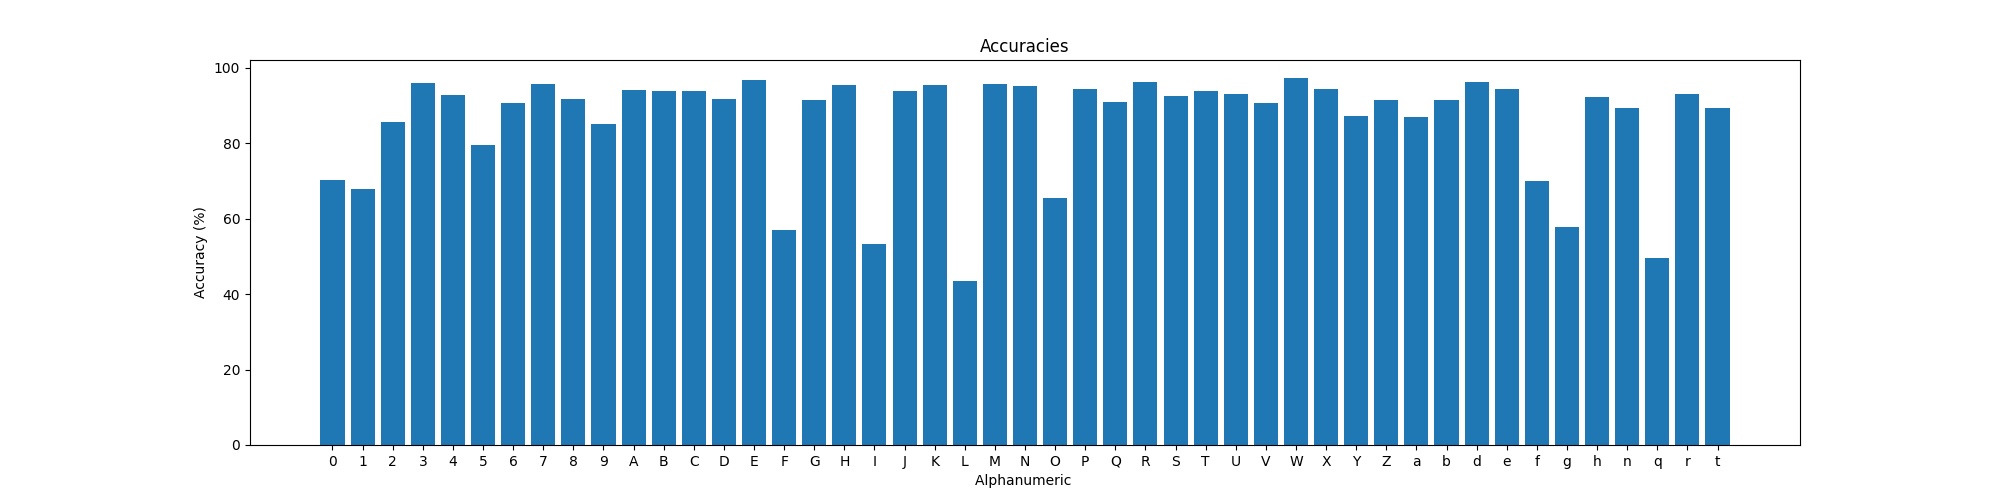 Accuracies
100
80
60
40
20
0
Accuracy (%)
0 1 2 3 4 5 6 7 8 9 A B C D E F G H I J K L M N O P Q R S T U V W X Y Z a b d e f g h n q r t
Alphanumeric